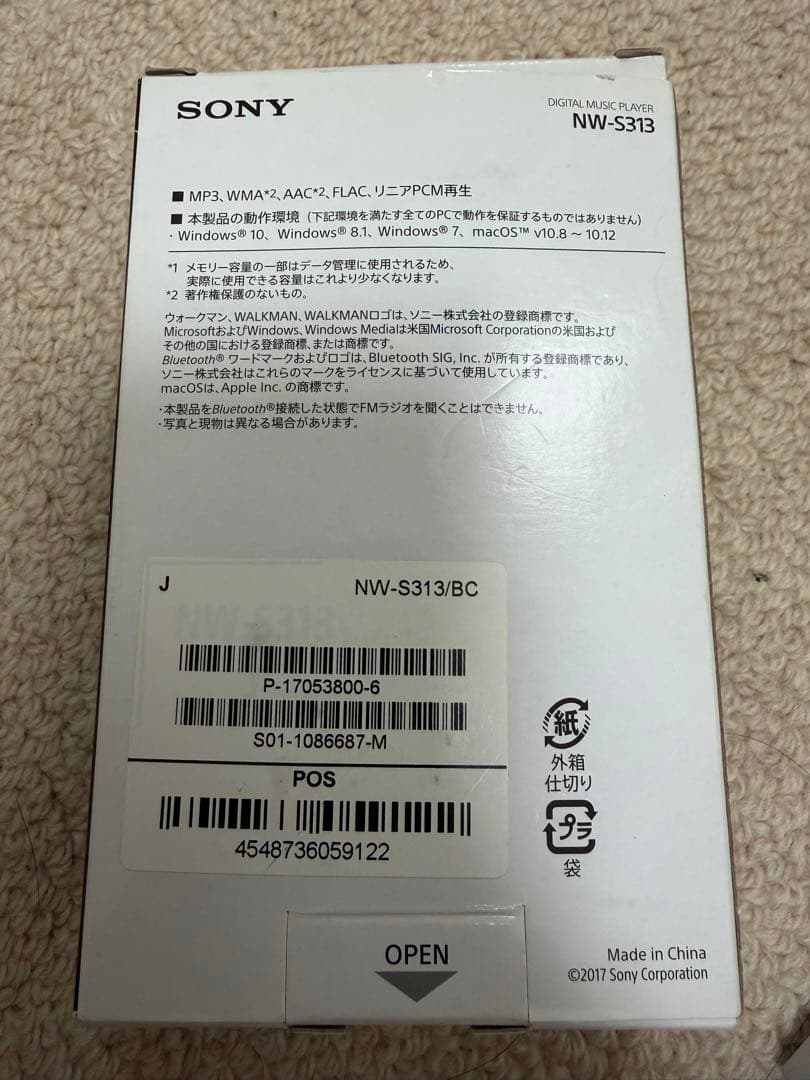 SONY
DIGITAL MUSIC PLAYER
NW-S313
■ MP3、WMA*2、AAC*2、FLAC、リニアPCM再生
■ 本製品の動作環境（下記環境を満たす全てのPCで動作を保証するものではありません）
・Windows® 10、Windows® 8.1、Windows® 7、macOS™ v10.8 ～ 10.12
*1 メモリー容量の一部はデータ管理に使用されるため、
実際に使用できる容量はこれより少なくなります。
*2 著作権保護のないもの。
ウォークマン、WALKMAN、WALKMANロゴは、ソニー株式会社の登録商標です。
MicrosoftおよびWindows、Windows Mediaは米国Microsoft Corporationの米国および
その他の国における登録商標、または商標です。
Bluetooth® ワードマークおよびロゴは、Bluetooth SIG, Inc. が所有する登録商標であり、
ソニー株式会社はこれらのマークをライセンスに基づいて使用しています。
macOSは、Apple Inc. の商標です。
・本製品をBluetooth®接続した状態でFMラジオを聞くことはできません。
・写真と現物は異なる場合があります。
J
NW-S313/BC
P-17053800-6
S01-1086687-M
POS
4548736059122
紙
外箱
仕切り
プラ
袋
OPEN
Made in China
©2017 Sony Corporation